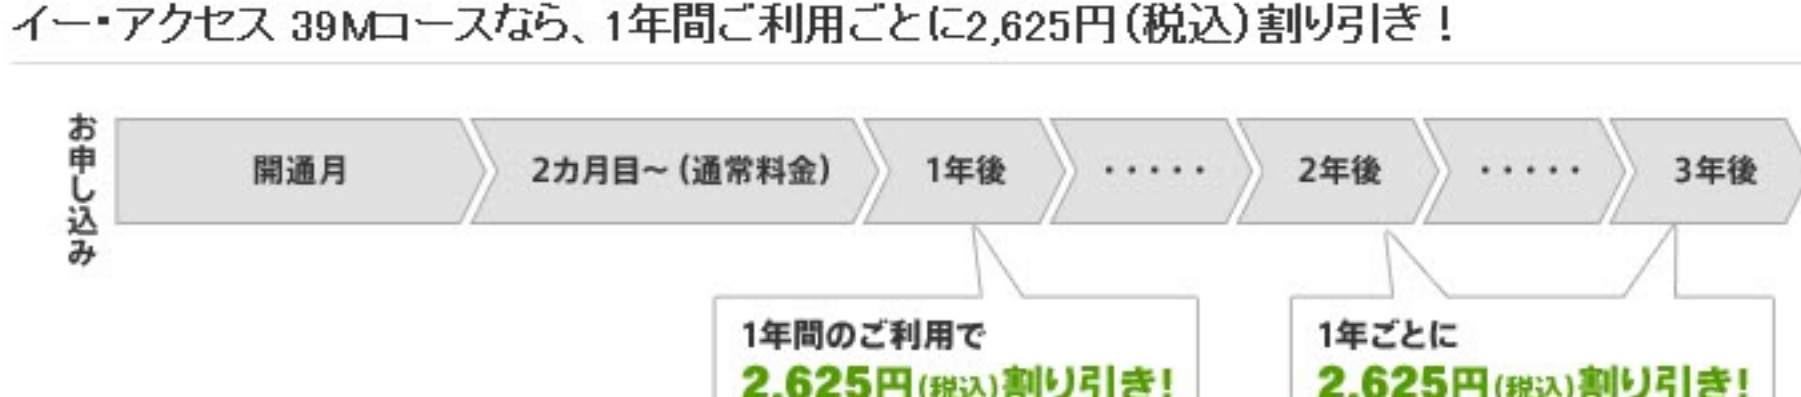 イー・アクセス 39Mコースなら、1年間ご利用ごとに2,625円(税込)割り引き！
お申し込み
開通月
2カ月目～(通常料金)
1年後
・・・・・
2年後
・・・・・
3年後
1年間のご利用で
2,625円(税込)割り引き!
1年ごとに
2,625円(税込)割り引き!